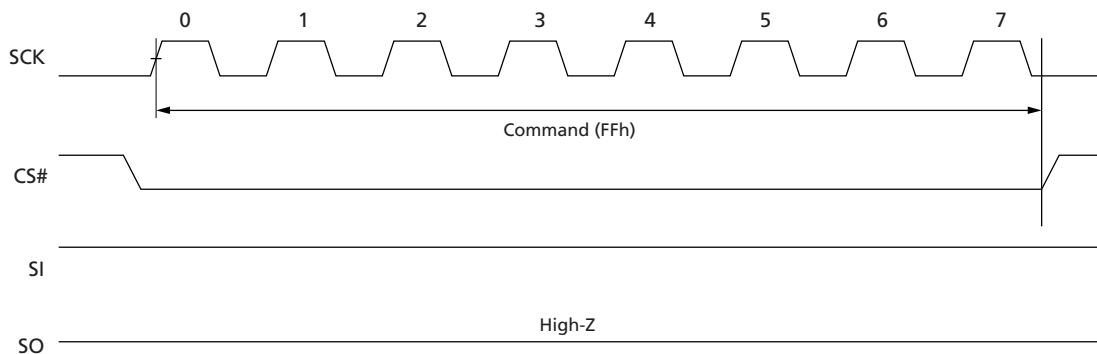 0 1 2 3 4 5 6 7
SCK
Command (FFh)
CS#
SI
High-Z
SO